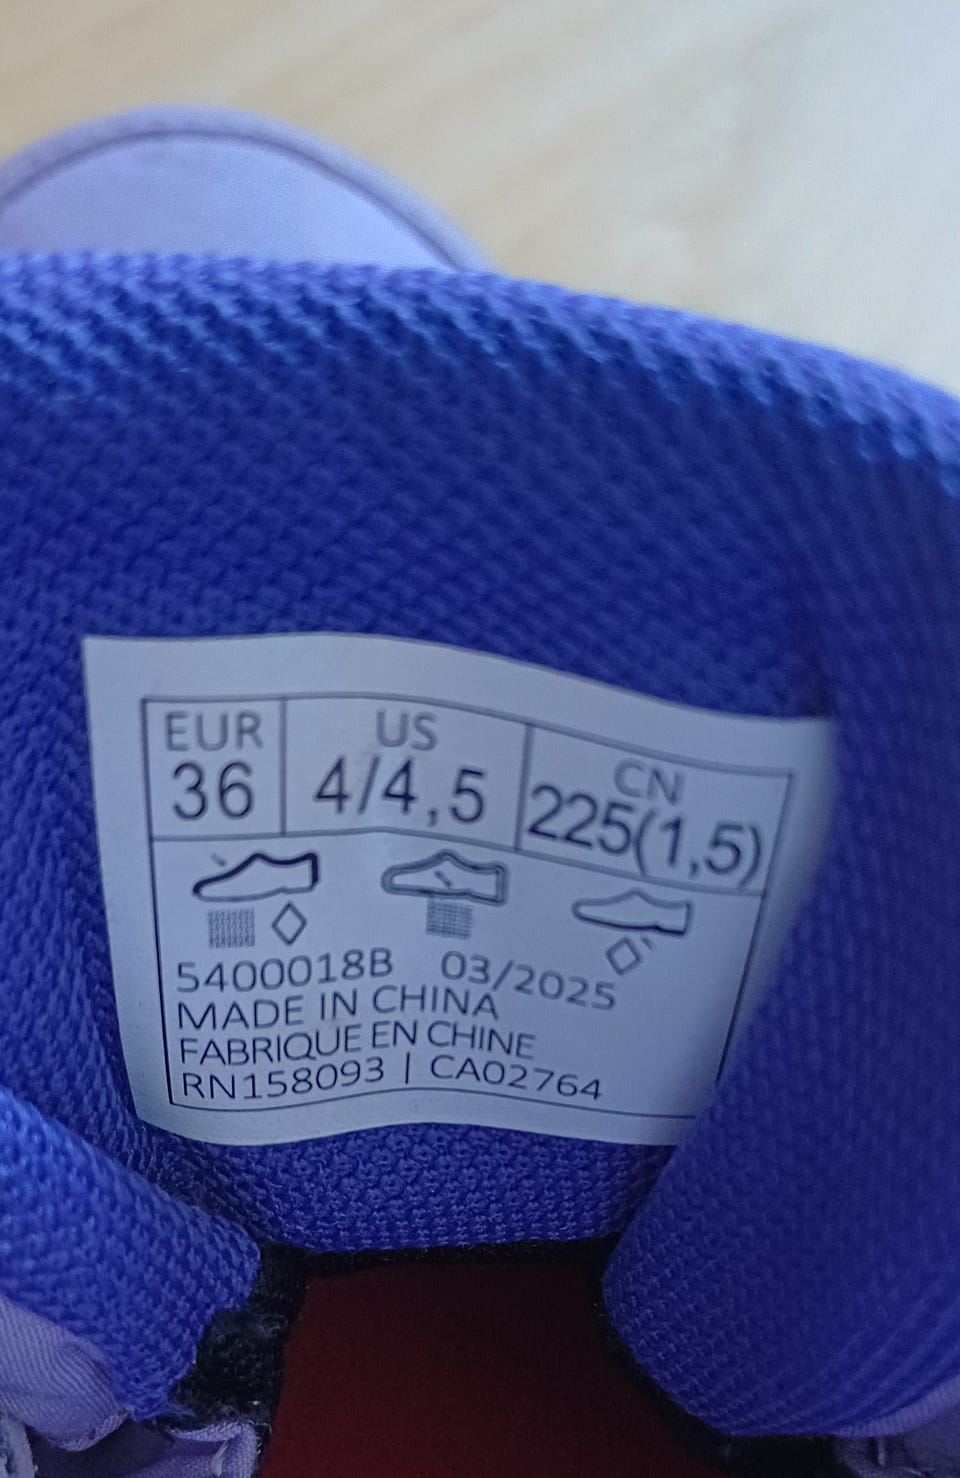 EUR US CN
36 4/4,5 225(1,5)
5400018B 03/2025
MADE IN CHINA
FABRIQUE EN CHINE
RN158093 | CA02764